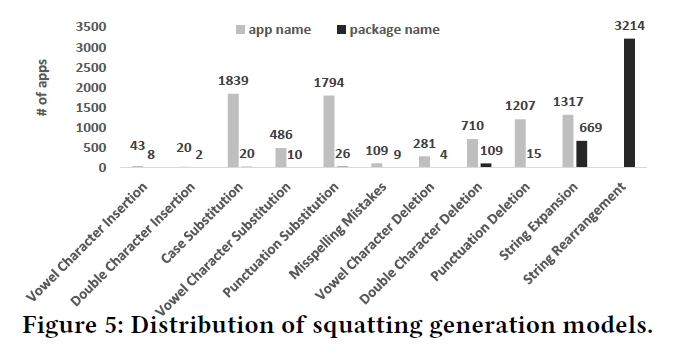 3500
3000
2500
2000
1500
1000
500
0
# of apps
app name package name
43 8
20 2
1839 20
486 10
1794 26
109 9
281 4
710 109
1207 15
1317 669
3214
Vowel Character Insertion
Double Character Insertion
Case Substitution
Vowel Character Substitution
Punctuation Substitution
Misspelling Mistakes
Vowel Character Deletion
Double Character Deletion
Punctuation Deletion
String Expansion
String Rearrangement
Figure 5: Distribution of squatting generation models.